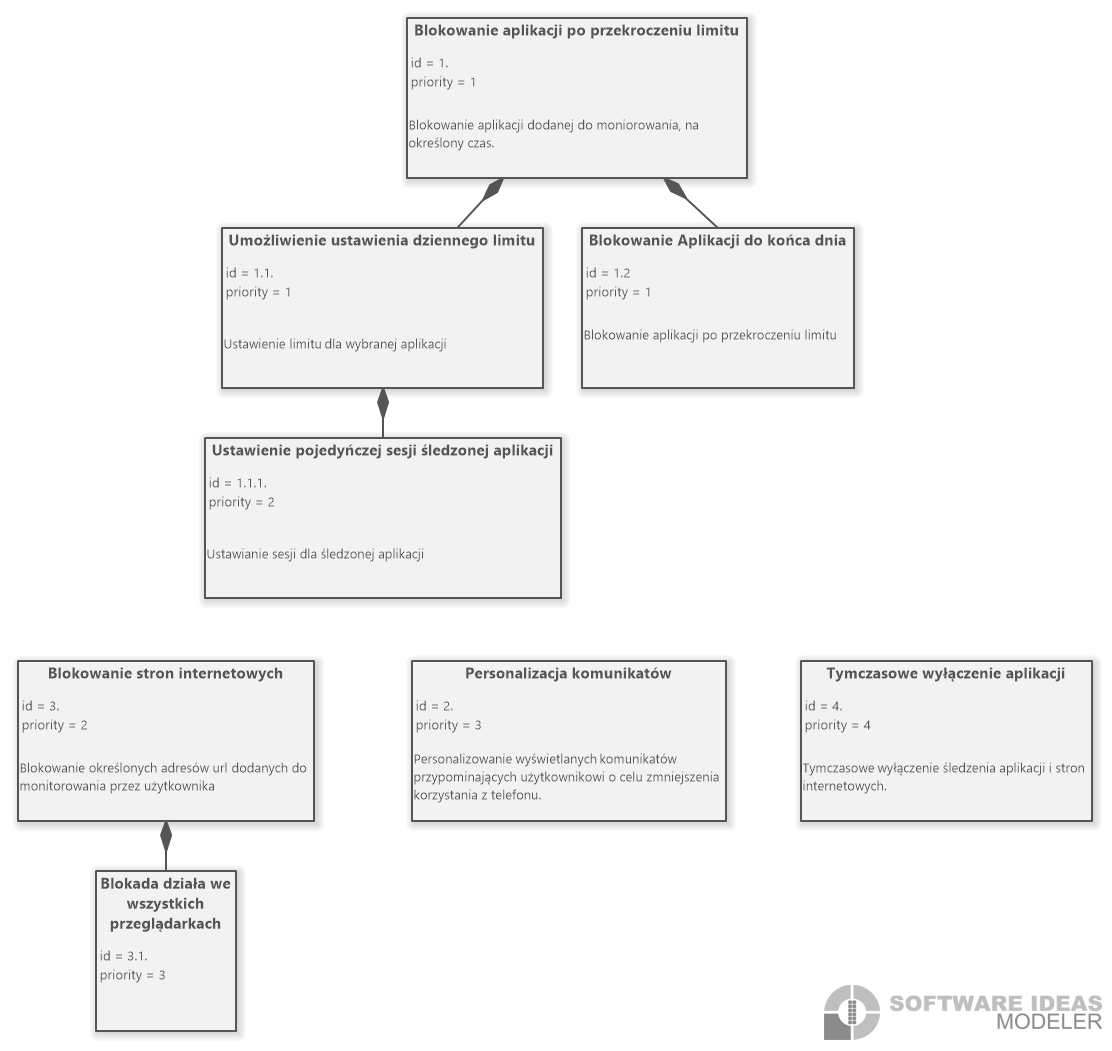 Blokowanie aplikacji po przekroczeniu limitu
id = 1.
priority = 1
Blokowanie aplikacji dodanej do moniorowania, na
określony czas.
Umożliwienie ustawienia dziennego limitu
id = 1.1.
priority = 1
Ustawienie limitu dla wybranej aplikacji
Blokowanie Aplikacji do końca dnia
id = 1.2
priority = 1
Blokowanie aplikacji po przekroczeniu limitu
Ustawienie pojedyńczej sesji śledzonej aplikacji
id = 1.1.1.
priority = 2
Ustawianie sesji dla śledzonej aplikacji
Blokowanie stron internetowych
id = 3.
priority = 2
Blokowanie określonych adresów url dodanych do
monitorowania przez użytkownika
Personalizacja komunikatów
id = 2.
priority = 3
Personalizowanie wyświetlanych komunikatów
przypominających użytkownikowi o celu zmniejszenia
korzystania z telefonu.
Tymczasowe wyłączenie aplikacji
id = 4.
priority = 4
Tymczasowe wyłączenie śledzenia aplikacji i stron
internetowych.
Blokada działa we
wszystkich
przeglądarkach
id = 3.1.
priority = 3
SOFTWARE IDEAS
MODELER